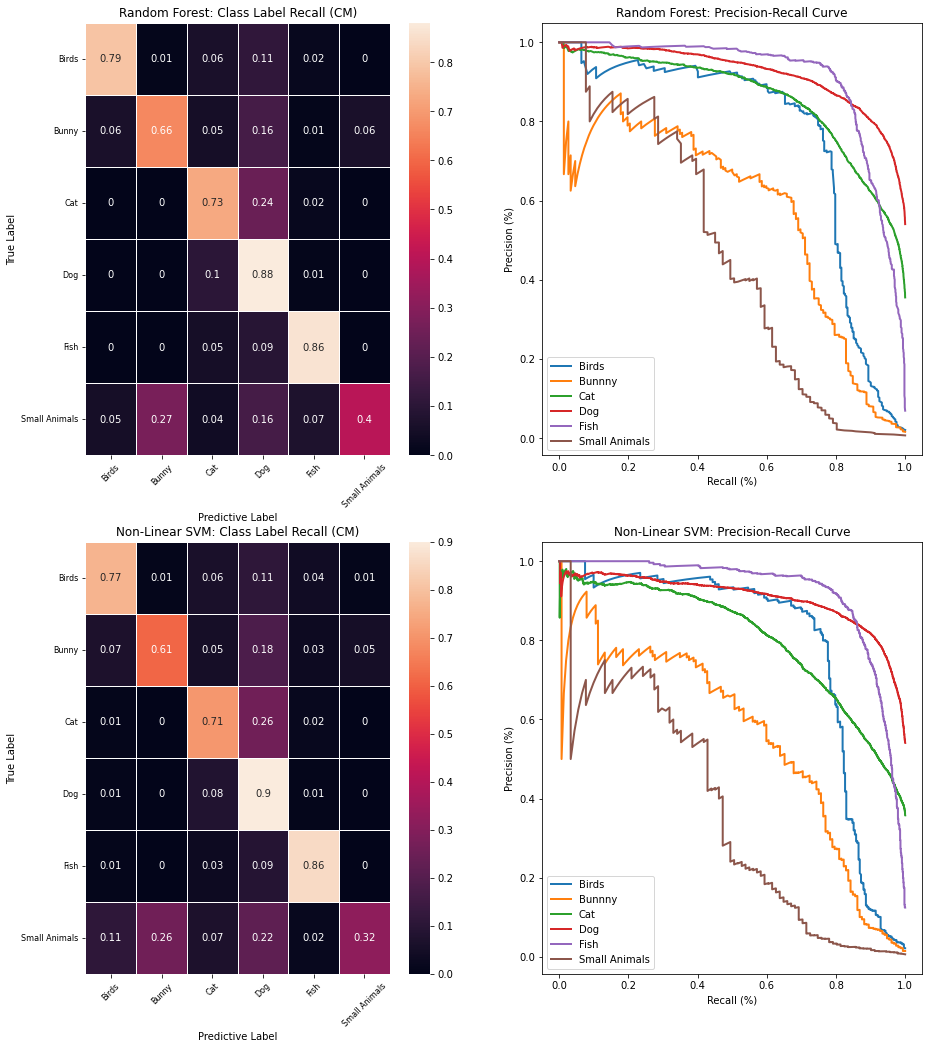 Random Forest: Class Label Recall (CM)
True Label
Birds 0.79 0.01 0.06 0.11 0.02 0
Bunny 0.06 0.66 0.05 0.16 0.01 0.06
Cat 0 0 0.73 0.24 0.02 0
Dog 0 0 0.1 0.88 0.01 0
Fish 0 0 0.05 0.09 0.86 0
Small Animals 0.05 0.27 0.04 0.16 0.07 0.4
Birds Bunny Cat Dog Fish Small Animals
Predictive Label
0.8
0.7
0.6
0.5
0.4
0.3
0.2
0.1
0.0
Random Forest: Precision-Recall Curve
Precision (%)
1.0
0.8
0.6
0.4
0.2
0.0
Birds
Bunnny
Cat
Dog
Fish
Small Animals
0.0 0.2 0.4 0.6 0.8 1.0
Recall (%)
Non-Linear SVM: Class Label Recall (CM)
True Label
Birds 0.77 0.01 0.06 0.11 0.04 0.01
Bunny 0.07 0.61 0.05 0.18 0.03 0.05
Cat 0.01 0 0.71 0.26 0.02 0
Dog 0.01 0 0.08 0.9 0.01 0
Fish 0.01 0 0.03 0.09 0.86 0
Small Animals 0.11 0.26 0.07 0.22 0.02 0.32
Birds Bunny Cat Dog Fish Small Animals
Predictive Label
0.9
0.8
0.7
0.6
0.5
0.4
0.3
0.2
0.1
0.0
Non-Linear SVM: Precision-Recall Curve
Precision (%)
1.0
0.8
0.6
0.4
0.2
0.0
Birds
Bunnny
Cat
Dog
Fish
Small Animals
0.0 0.2 0.4 0.6 0.8 1.0
Recall (%)